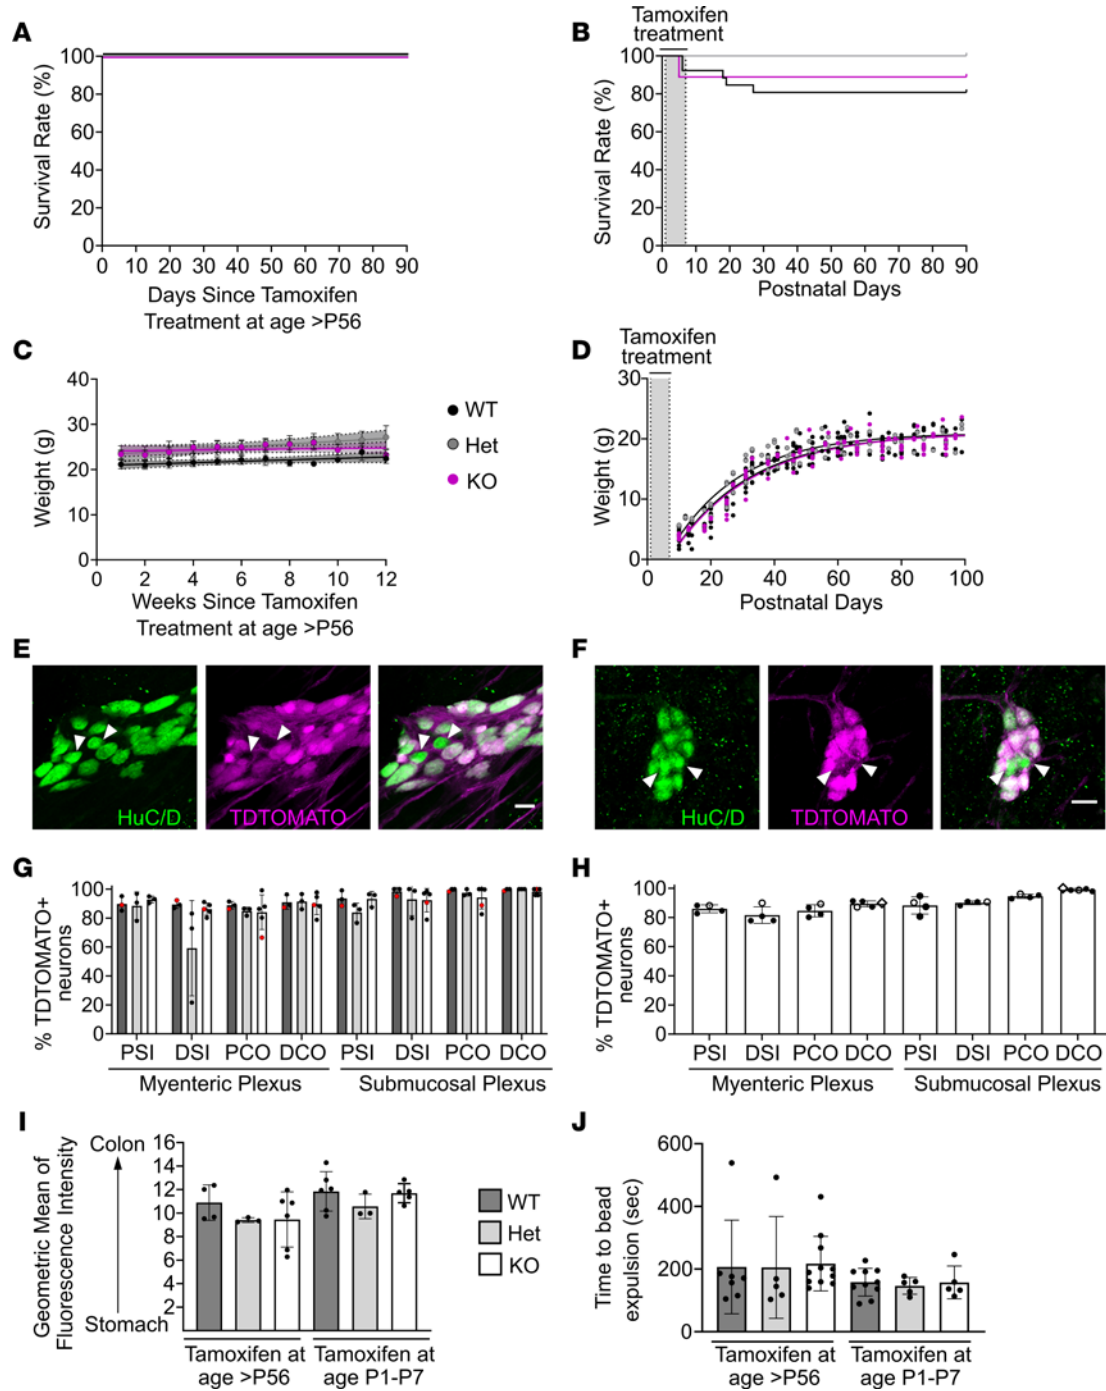 A
Survival Rate (%)
100
80
60
40
20
0
0 10 20 30 40 50 60 70 80 90
Days Since Tamoxifen
Treatment at age >P56
B
Tamoxifen
treatment
Survival Rate (%)
100
80
60
40
20
0
0 10 20 30 40 50 60 70 80 90
Postnatal Days
C
Weight (g)
40
30
20
10
0
0 2 4 6 8 10 12
Weeks Since Tamoxifen
Treatment at age >P56
WT
Het
KO
D
Tamoxifen
treatment
Weight (g)
30
20
10
0
0 20 40 60 80 100
Postnatal Days
E
HuC/D
TDTOMATO
F
HuC/D
TDTOMATO
G
% TDTOMATO+
neurons
100
80
60
40
20
0
PSI DSI PCO DCO PSI DSI PCO DCO
Myenteric Plexus Submucosal Plexus
H
% TDTOMATO+
neurons
100
80
60
40
20
0
PSI DSI PCO DCO PSI DSI PCO DCO
Myenteric Plexus Submucosal Plexus
I
Geometric Mean of
Fluorescence Intensity
Colon
Stomach
16
14
12
10
8
6
4
2
Tamoxifen at
age >P56
Tamoxifen at
age P1-P7
WT
Het
KO
J
Time to bead
expulsion (sec)
600
400
200
0
Tamoxifen at
age >P56
Tamoxifen at
age P1-P7